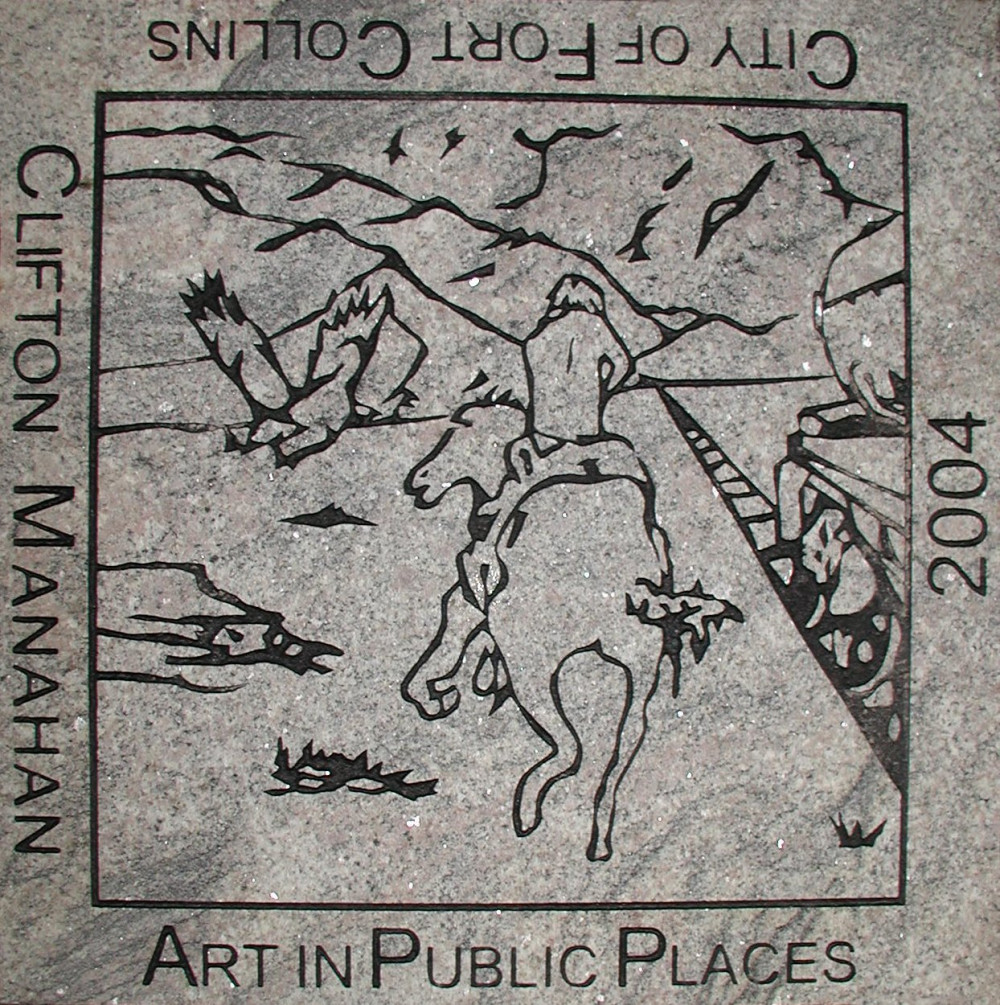 City of Fort Collins
Clifton Manahan
2004
Art in Public Places